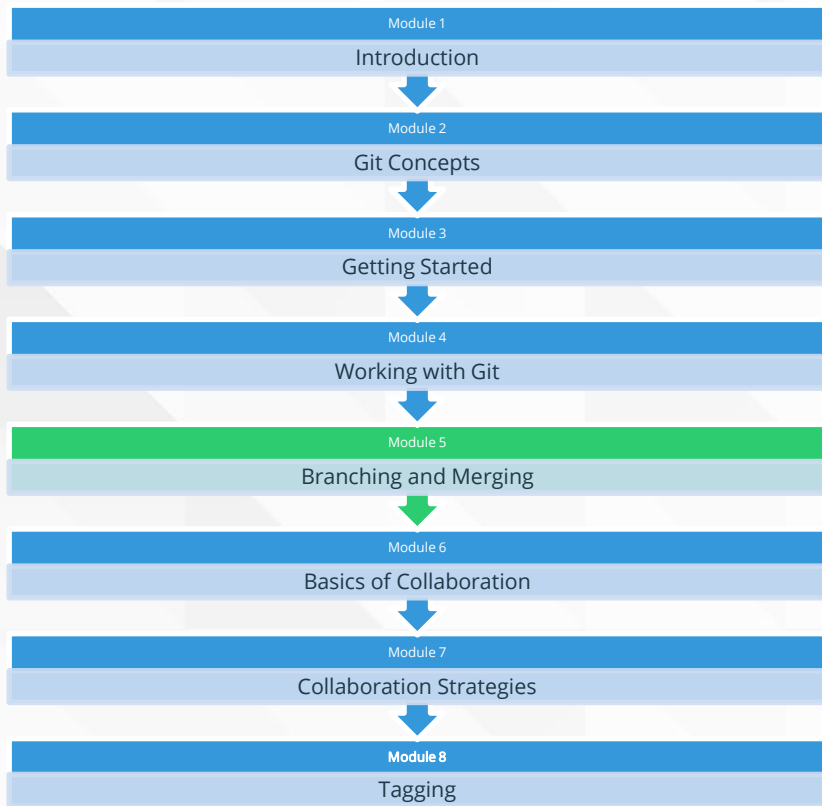 Module 1
Introduction
Module 2
Git Concepts
Module 3
Getting Started
Module 4
Working with Git
Module 5
Branching and Merging
Module 6
Basics of Collaboration
Module 7
Collaboration Strategies
Module 8
Tagging